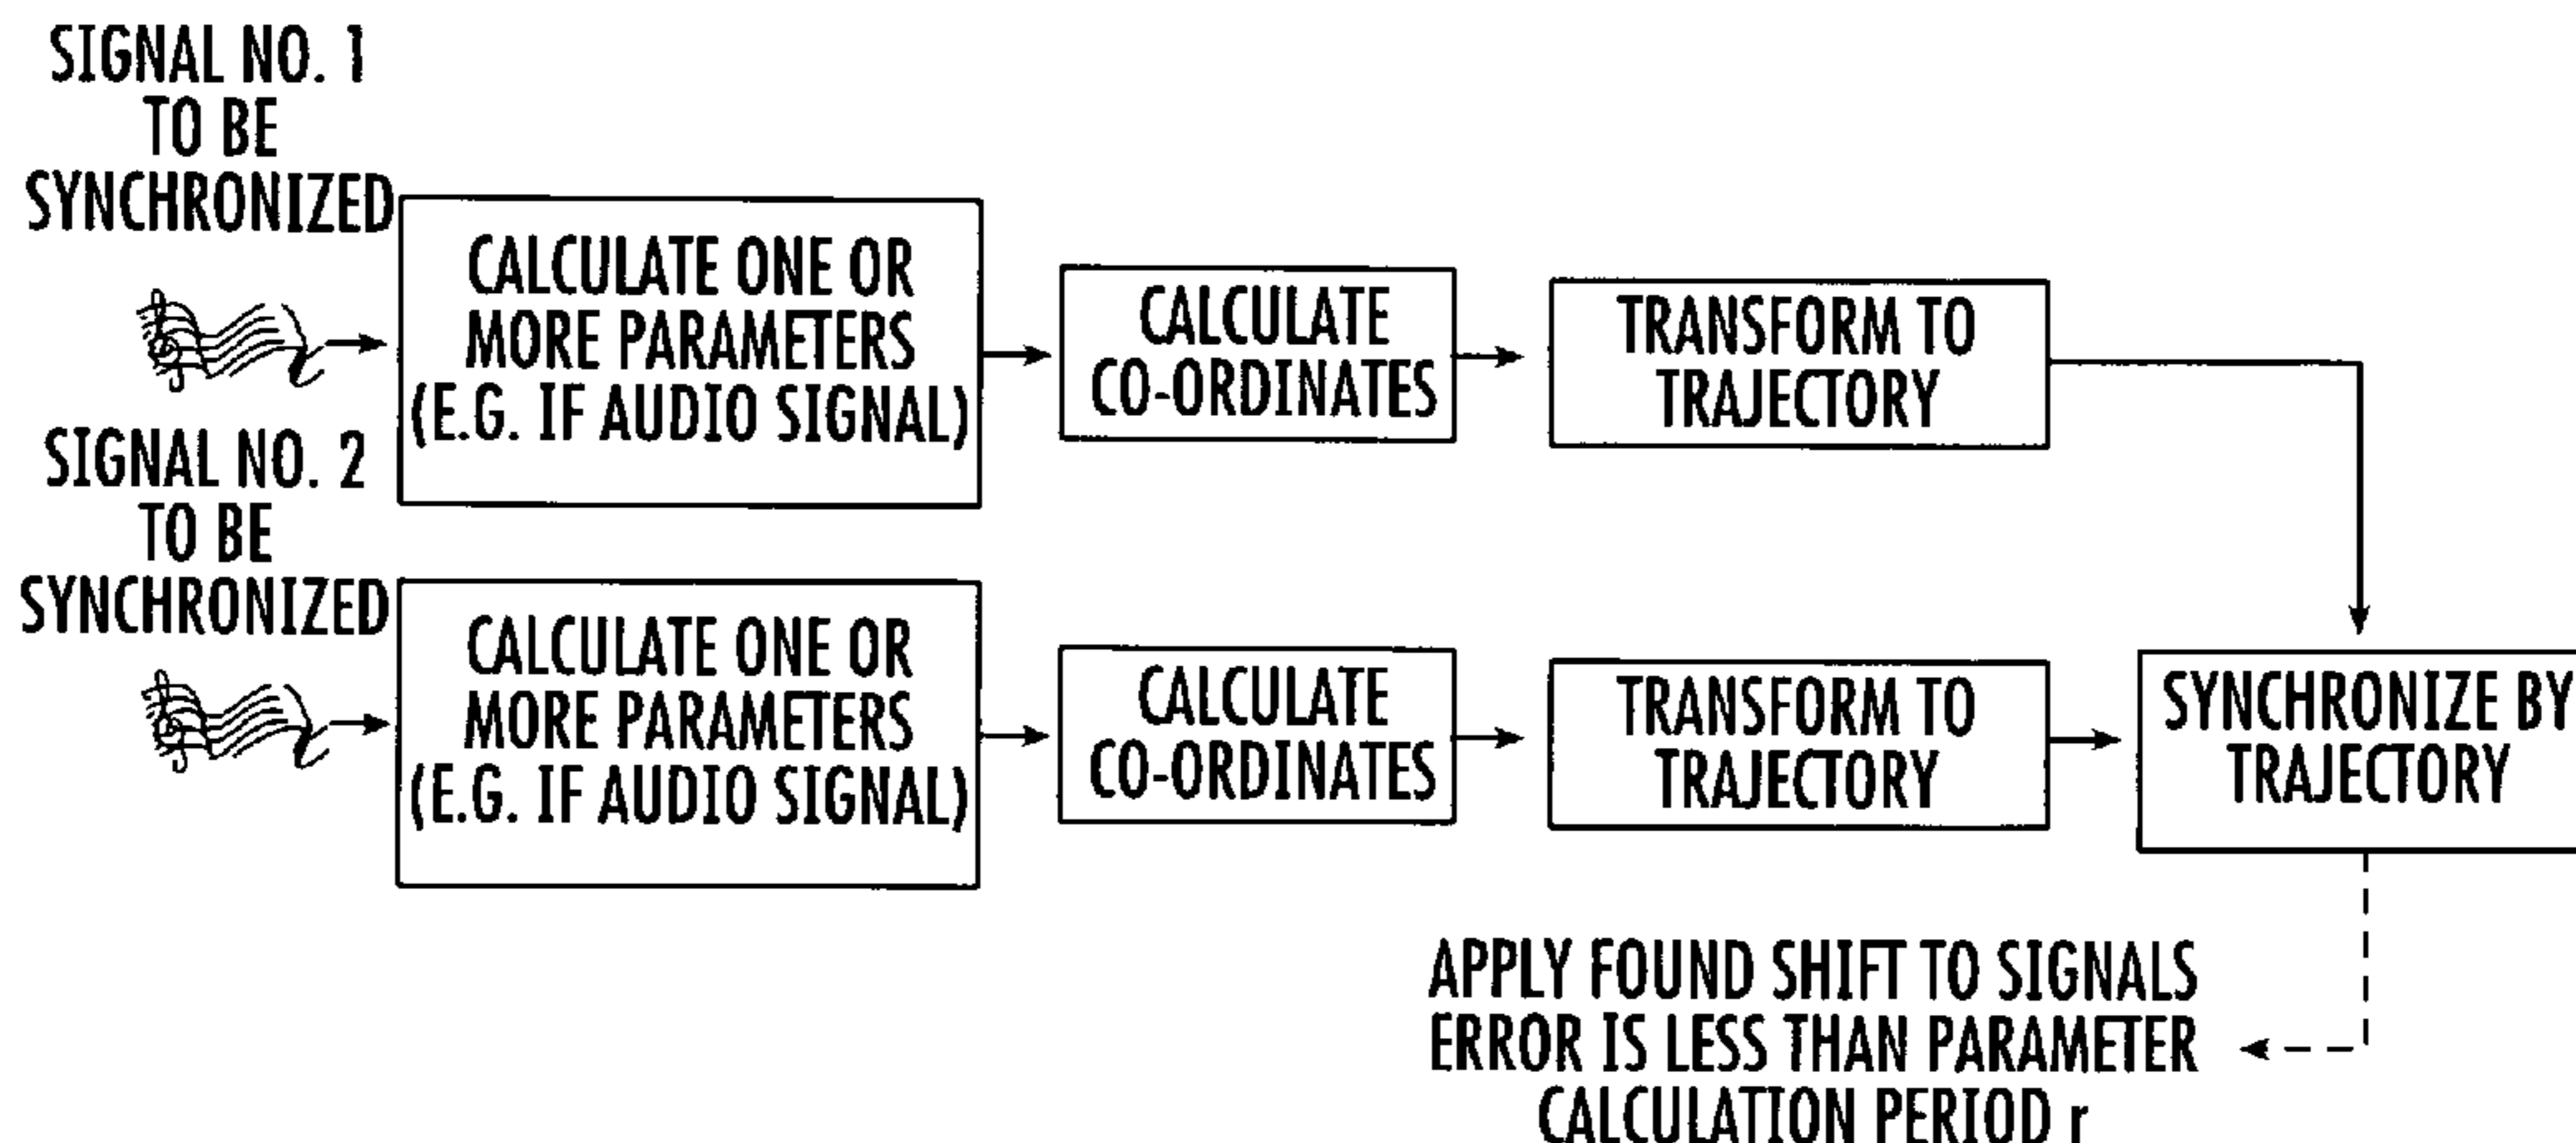 SIGNAL NO. 1
TO BE
SYNCHRONIZED
CALCULATE ONE OR
MORE PARAMETERS
(E.G. IF AUDIO SIGNAL)
CALCULATE
CO-ORDINATES
TRANSFORM TO
TRAJECTORY
SIGNAL NO. 2
TO BE
SYNCHRONIZED
CALCULATE ONE OR
MORE PARAMETERS
(E.G. IF AUDIO SIGNAL)
CALCULATE
CO-ORDINATES
TRANSFORM TO
TRAJECTORY
SYNCHRONIZE BY
TRAJECTORY
APPLY FOUND SHIFT TO SIGNALS
ERROR IS LESS THAN PARAMETER
CALCULATION PERIOD r